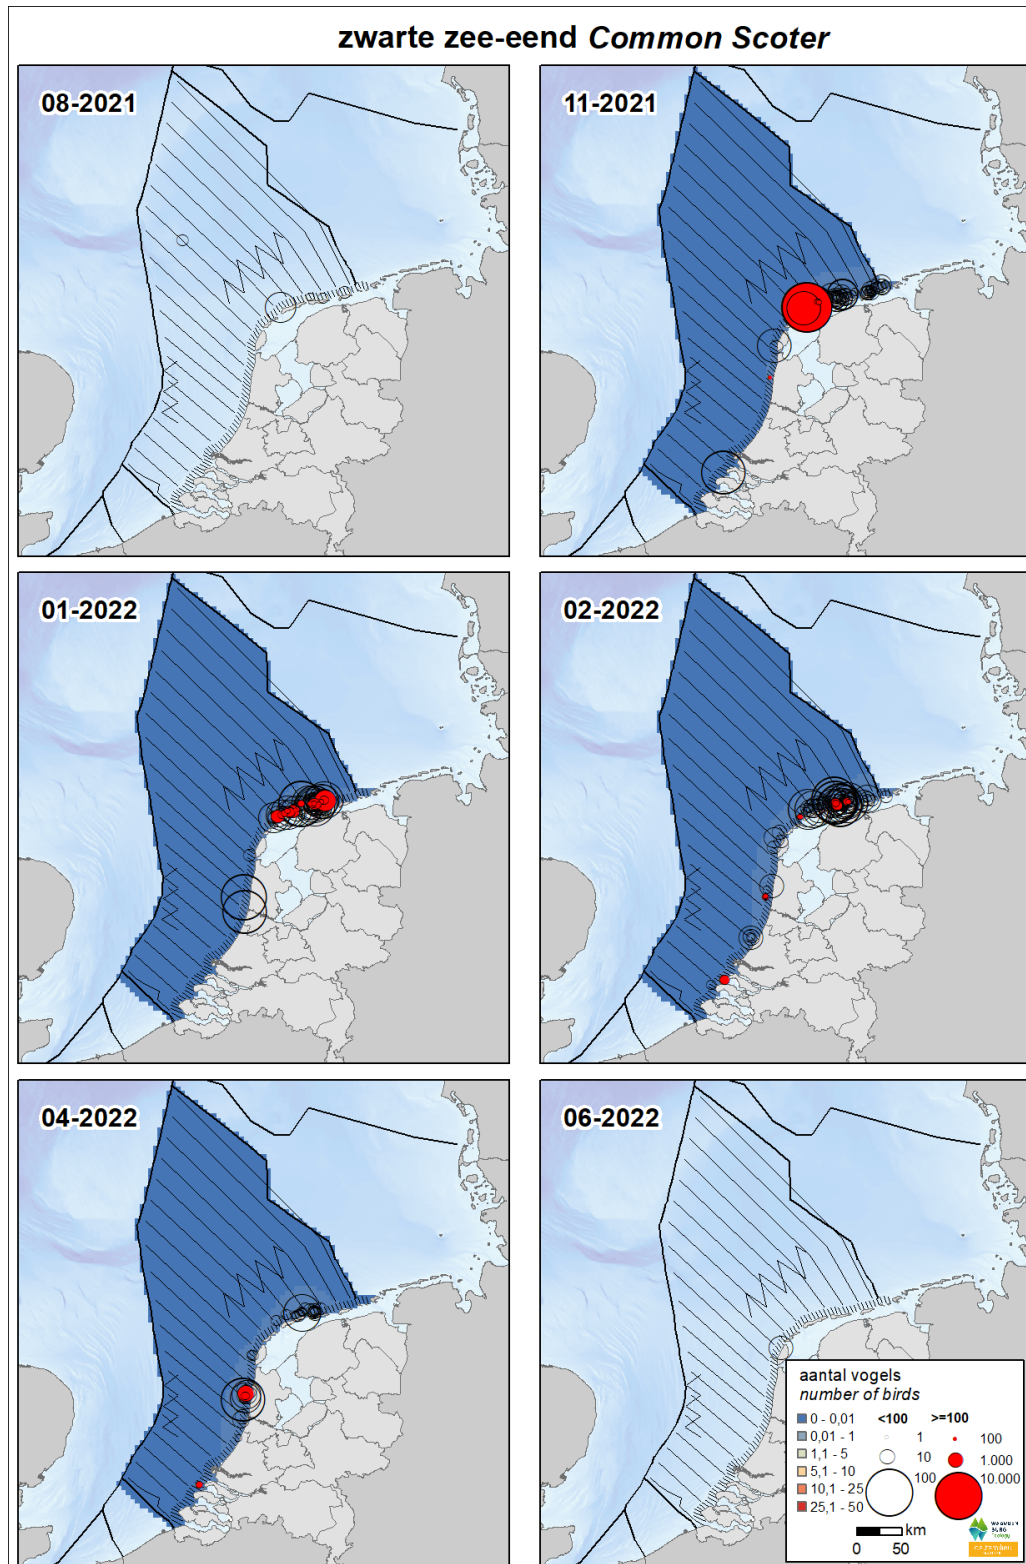 zwarte zee-eend Common Scoter
08-2021
11-2021
01-2022
02-2022
04-2022
06-2022
aantal vogels
number of birds
0 - 0,01 <100 >=100
0,01 - 1 1 100
1,1 - 5 10 1.000
5,1 - 10 100 10.000
10,1 - 25
25,1 - 50
km
0 50